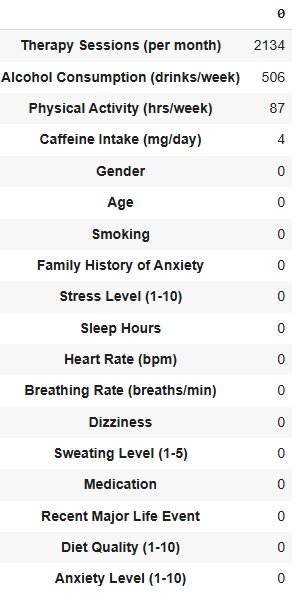 0
Therapy Sessions (per month) 2134
Alcohol Consumption (drinks/week) 506
Physical Activity (hrs/week) 87
Caffeine Intake (mg/day) 4
Gender 0
Age 0
Smoking 0
Family History of Anxiety 0
Stress Level (1-10) 0
Sleep Hours 0
Heart Rate (bpm) 0
Breathing Rate (breaths/min) 0
Dizziness 0
Sweating Level (1-5) 0
Medication 0
Recent Major Life Event 0
Diet Quality (1-10) 0
Anxiety Level (1-10) 0